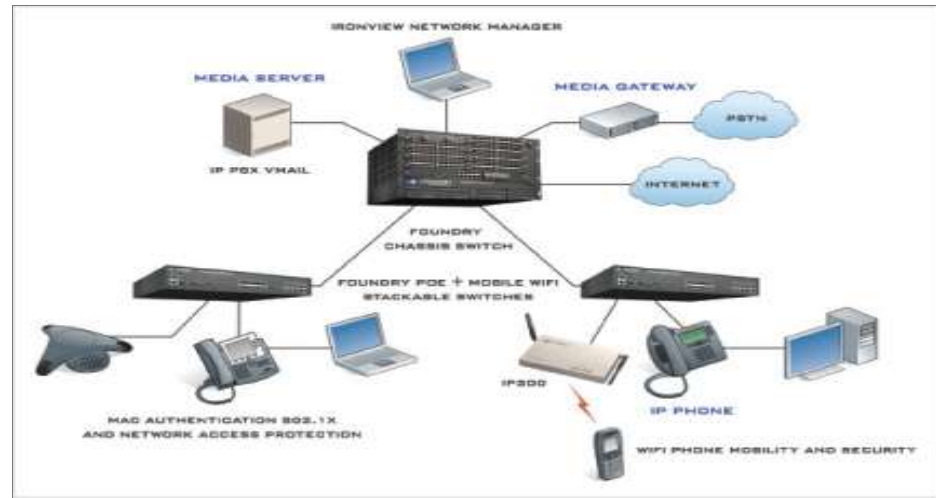 IRONVIEW NETWORK MANAGER
MEDIA SERVER
MEDIA GATEWAY
PSTN
IP PBX VMAIL
INTERNET
FOUNDRY
CHASSIS SWITCH
FOUNDRY POE + MOBILE WIFI
STACKABLE SWITCHES
IP200
IP PHONE
MAC AUTHENTICATION 802.1X
AND NETWORK ACCESS PROTECTION
WIFI PHONE MOBILITY AND SECURITY